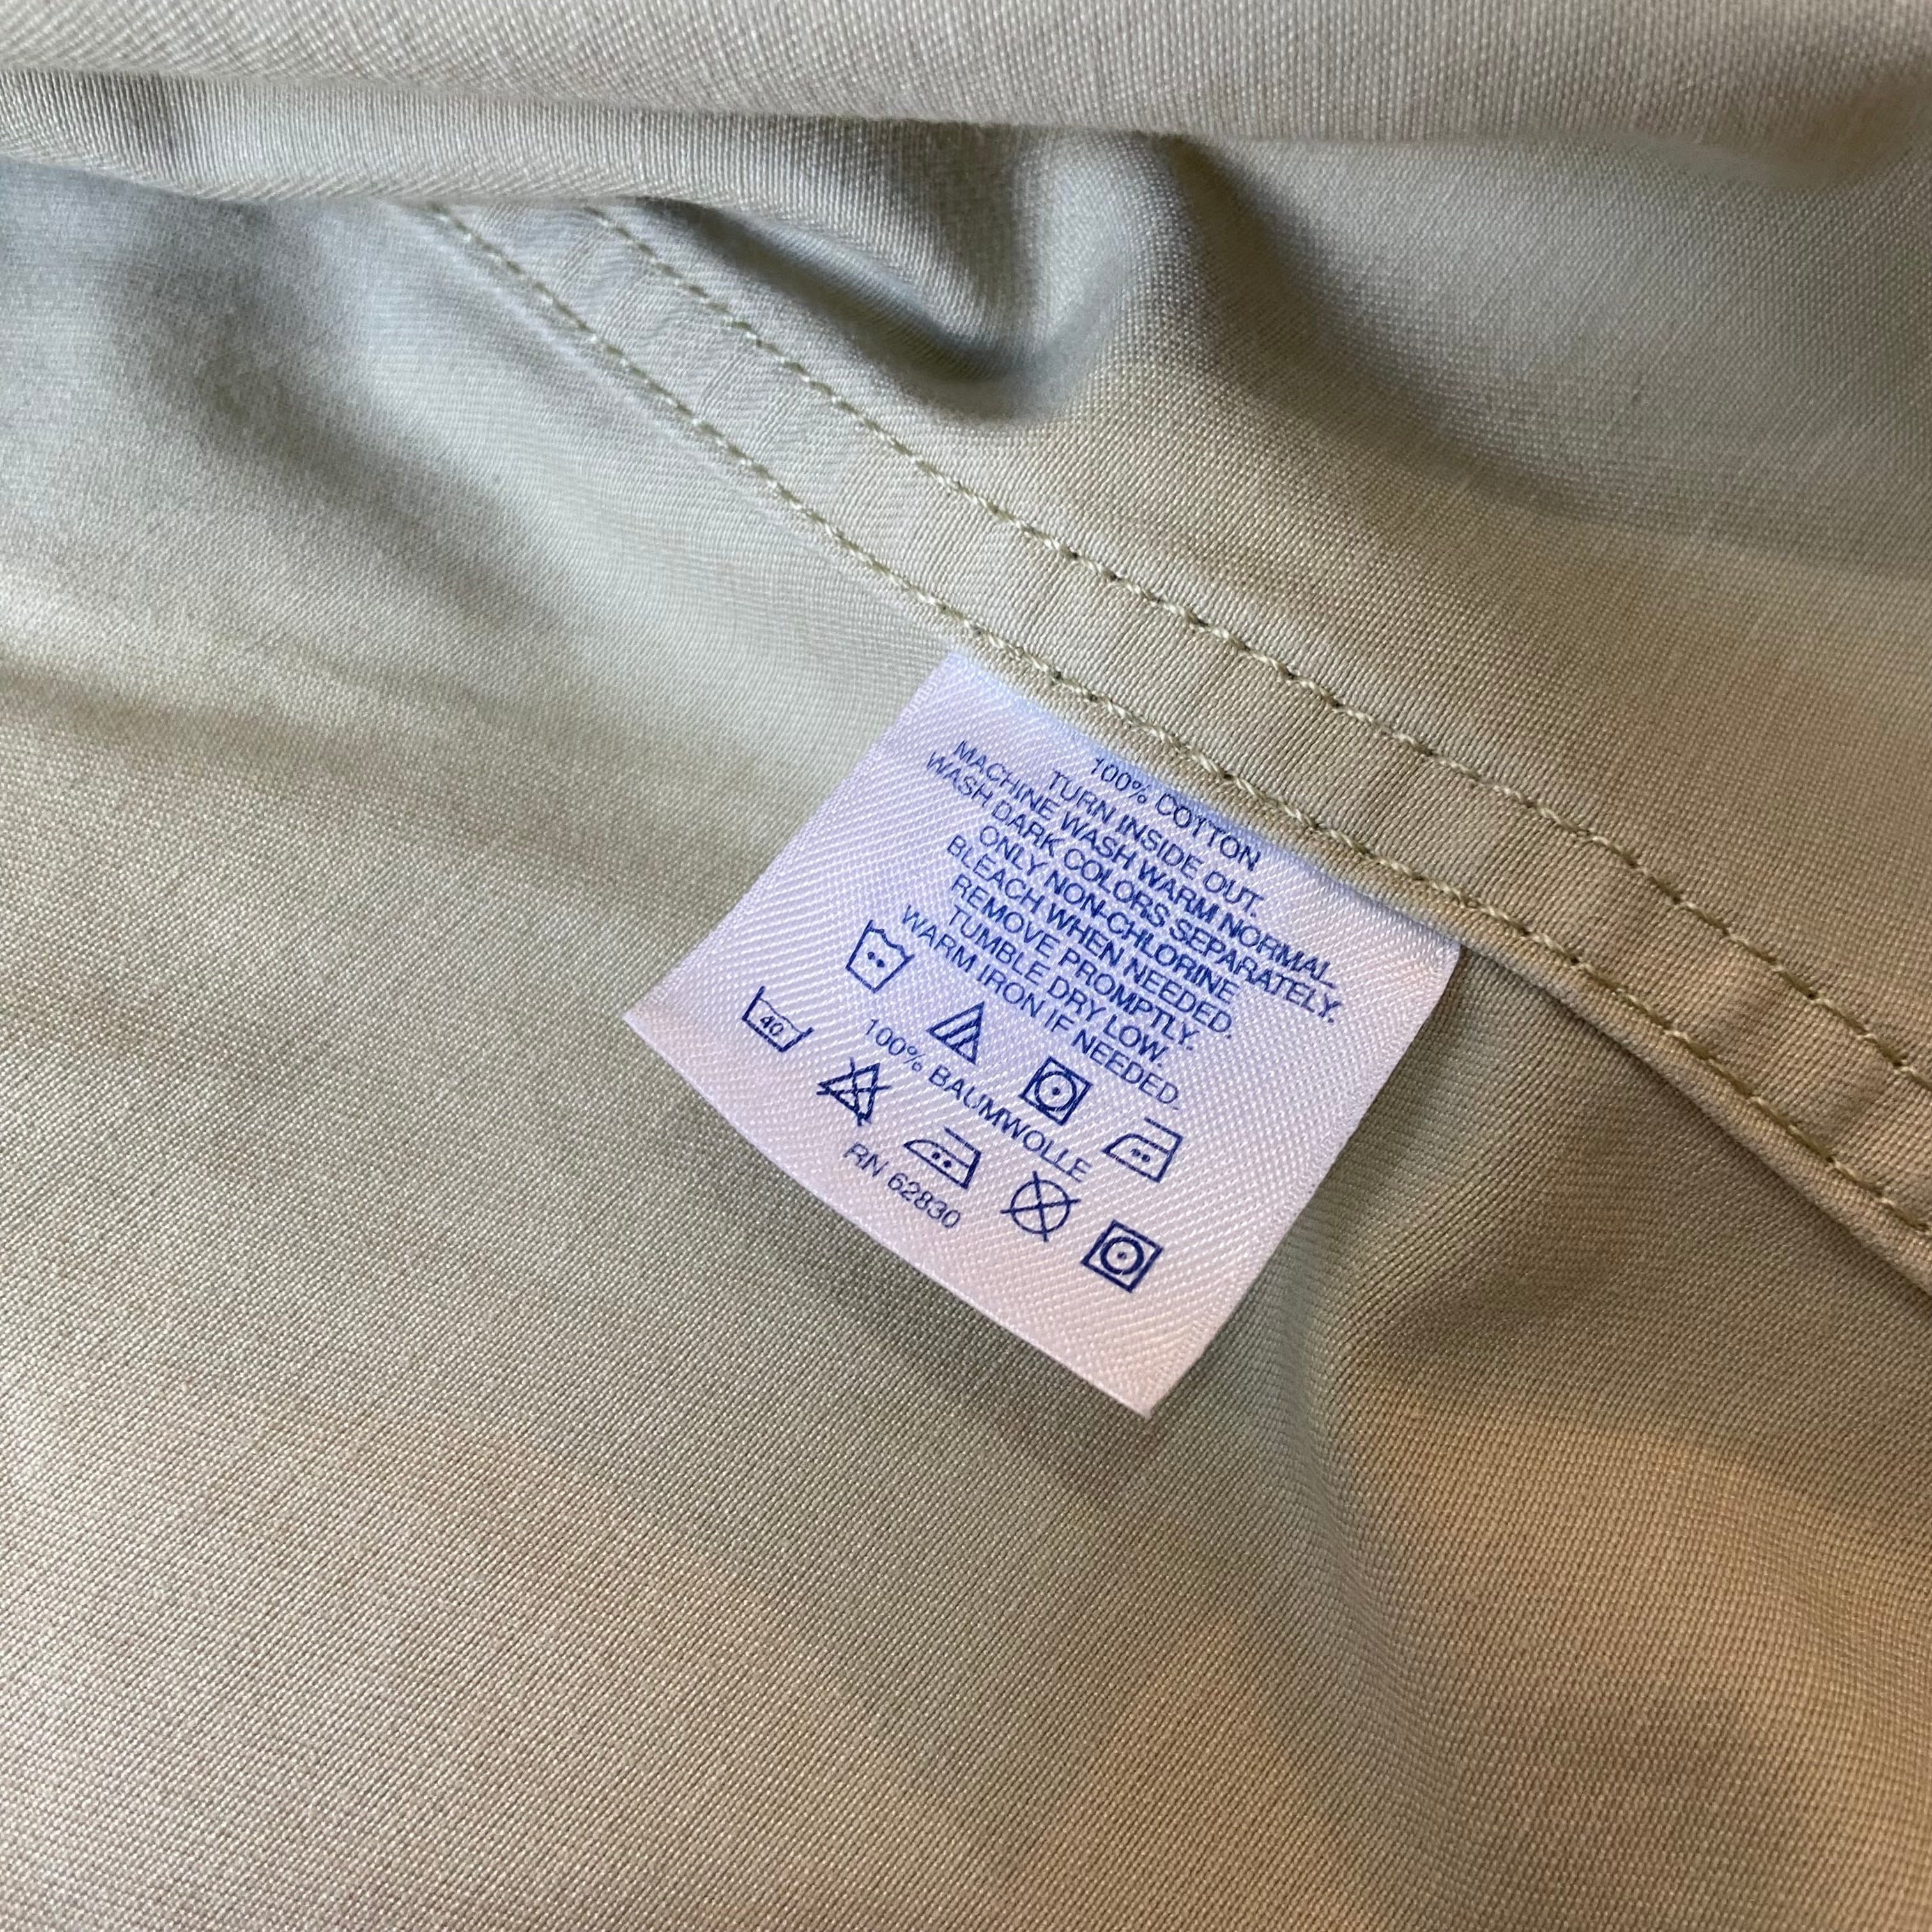 100% COTTON
TURN INSIDE OUT.
MACHINE WASH WARM NORMAL.
WASH DARK COLORS SEPARATELY.
ONLY NON-CHLORINE
BLEACH WHEN NEEDED.
REMOVE PROMPTLY.
TUMBLE DRY LOW.
WARM IRON IF NEEDED.
100% BAUMWOLLE
40
RN 62830